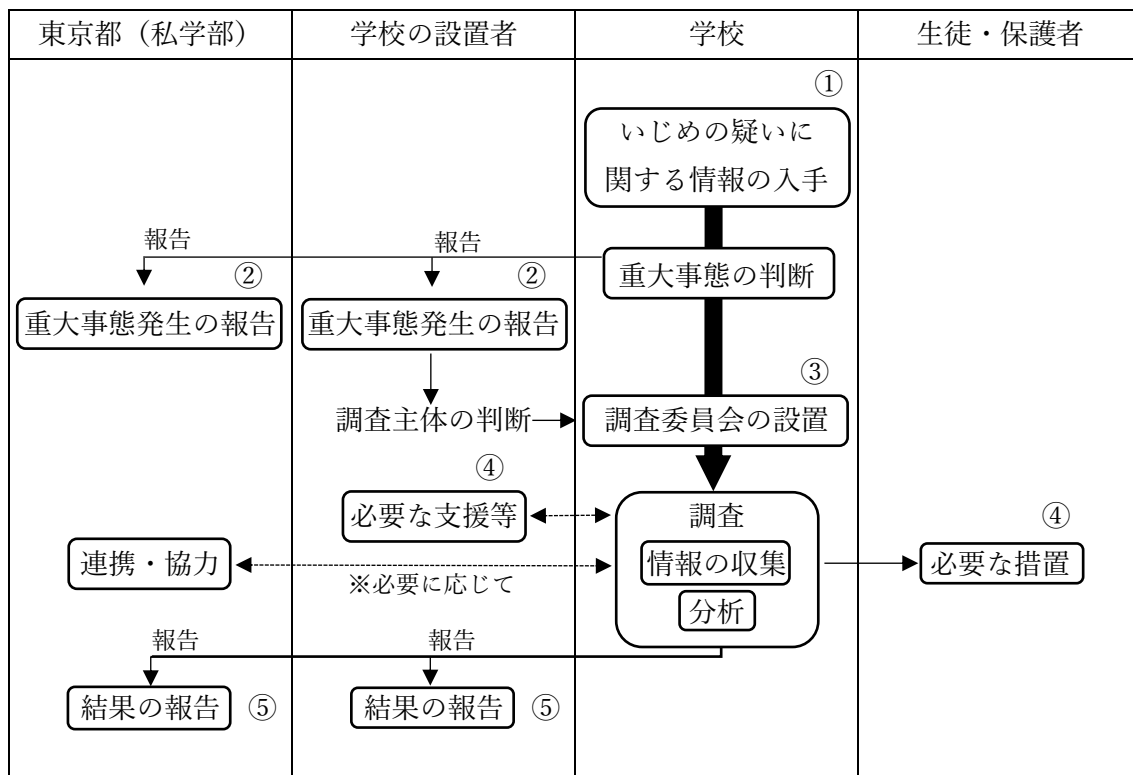 東京都（私学部）
学校の設置者
学校
生徒・保護者
①
いじめの疑いに
関する情報の入手
報告
報告
重大事態の判断
②
②
重大事態発生の報告
重大事態発生の報告
③
調査主体の判断
調査委員会の設置
④
必要な支援等
調査
④
連携・協力
※必要に応じて
情報の収集
必要な措置
分析
報告
報告
結果の報告
⑤
結果の報告
⑤